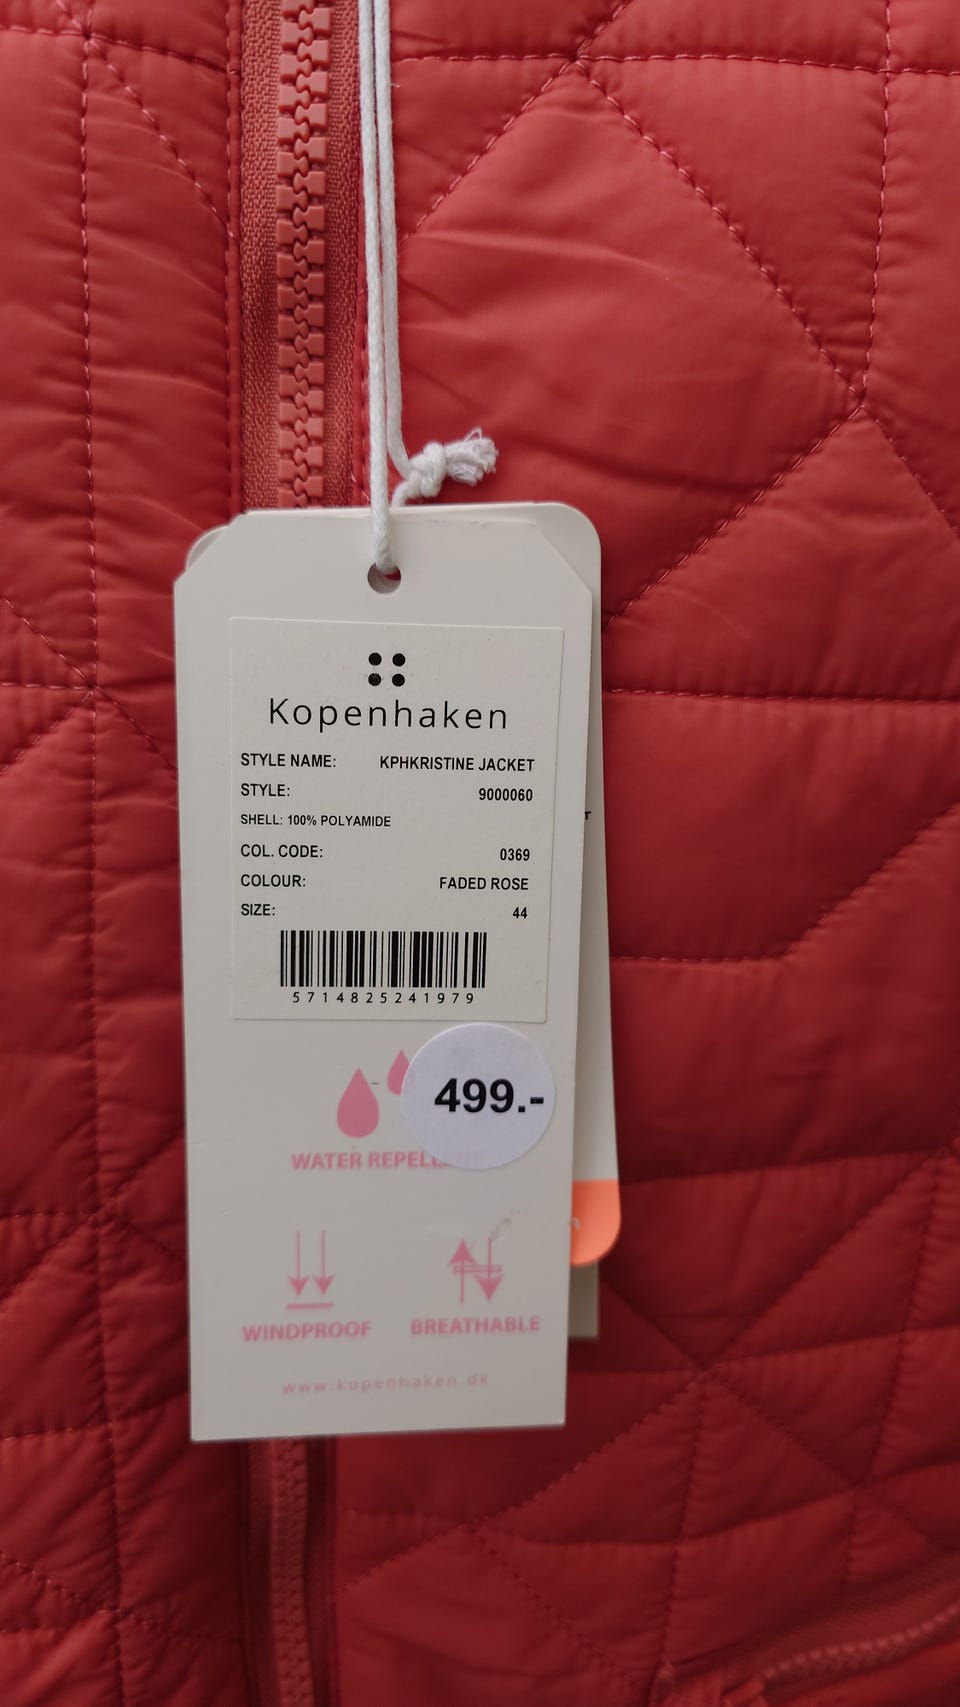 Kopenhaken
STYLE NAME: KPHKRISTINE JACKET
STYLE: 9000060
SHELL: 100% POLYAMIDE
COL. CODE: 0369
COLOUR: FADED ROSE
SIZE: 44
5714825241979
499.-
WATER
WINDPROOF BREATHABLE
www.kopenhaken.dk